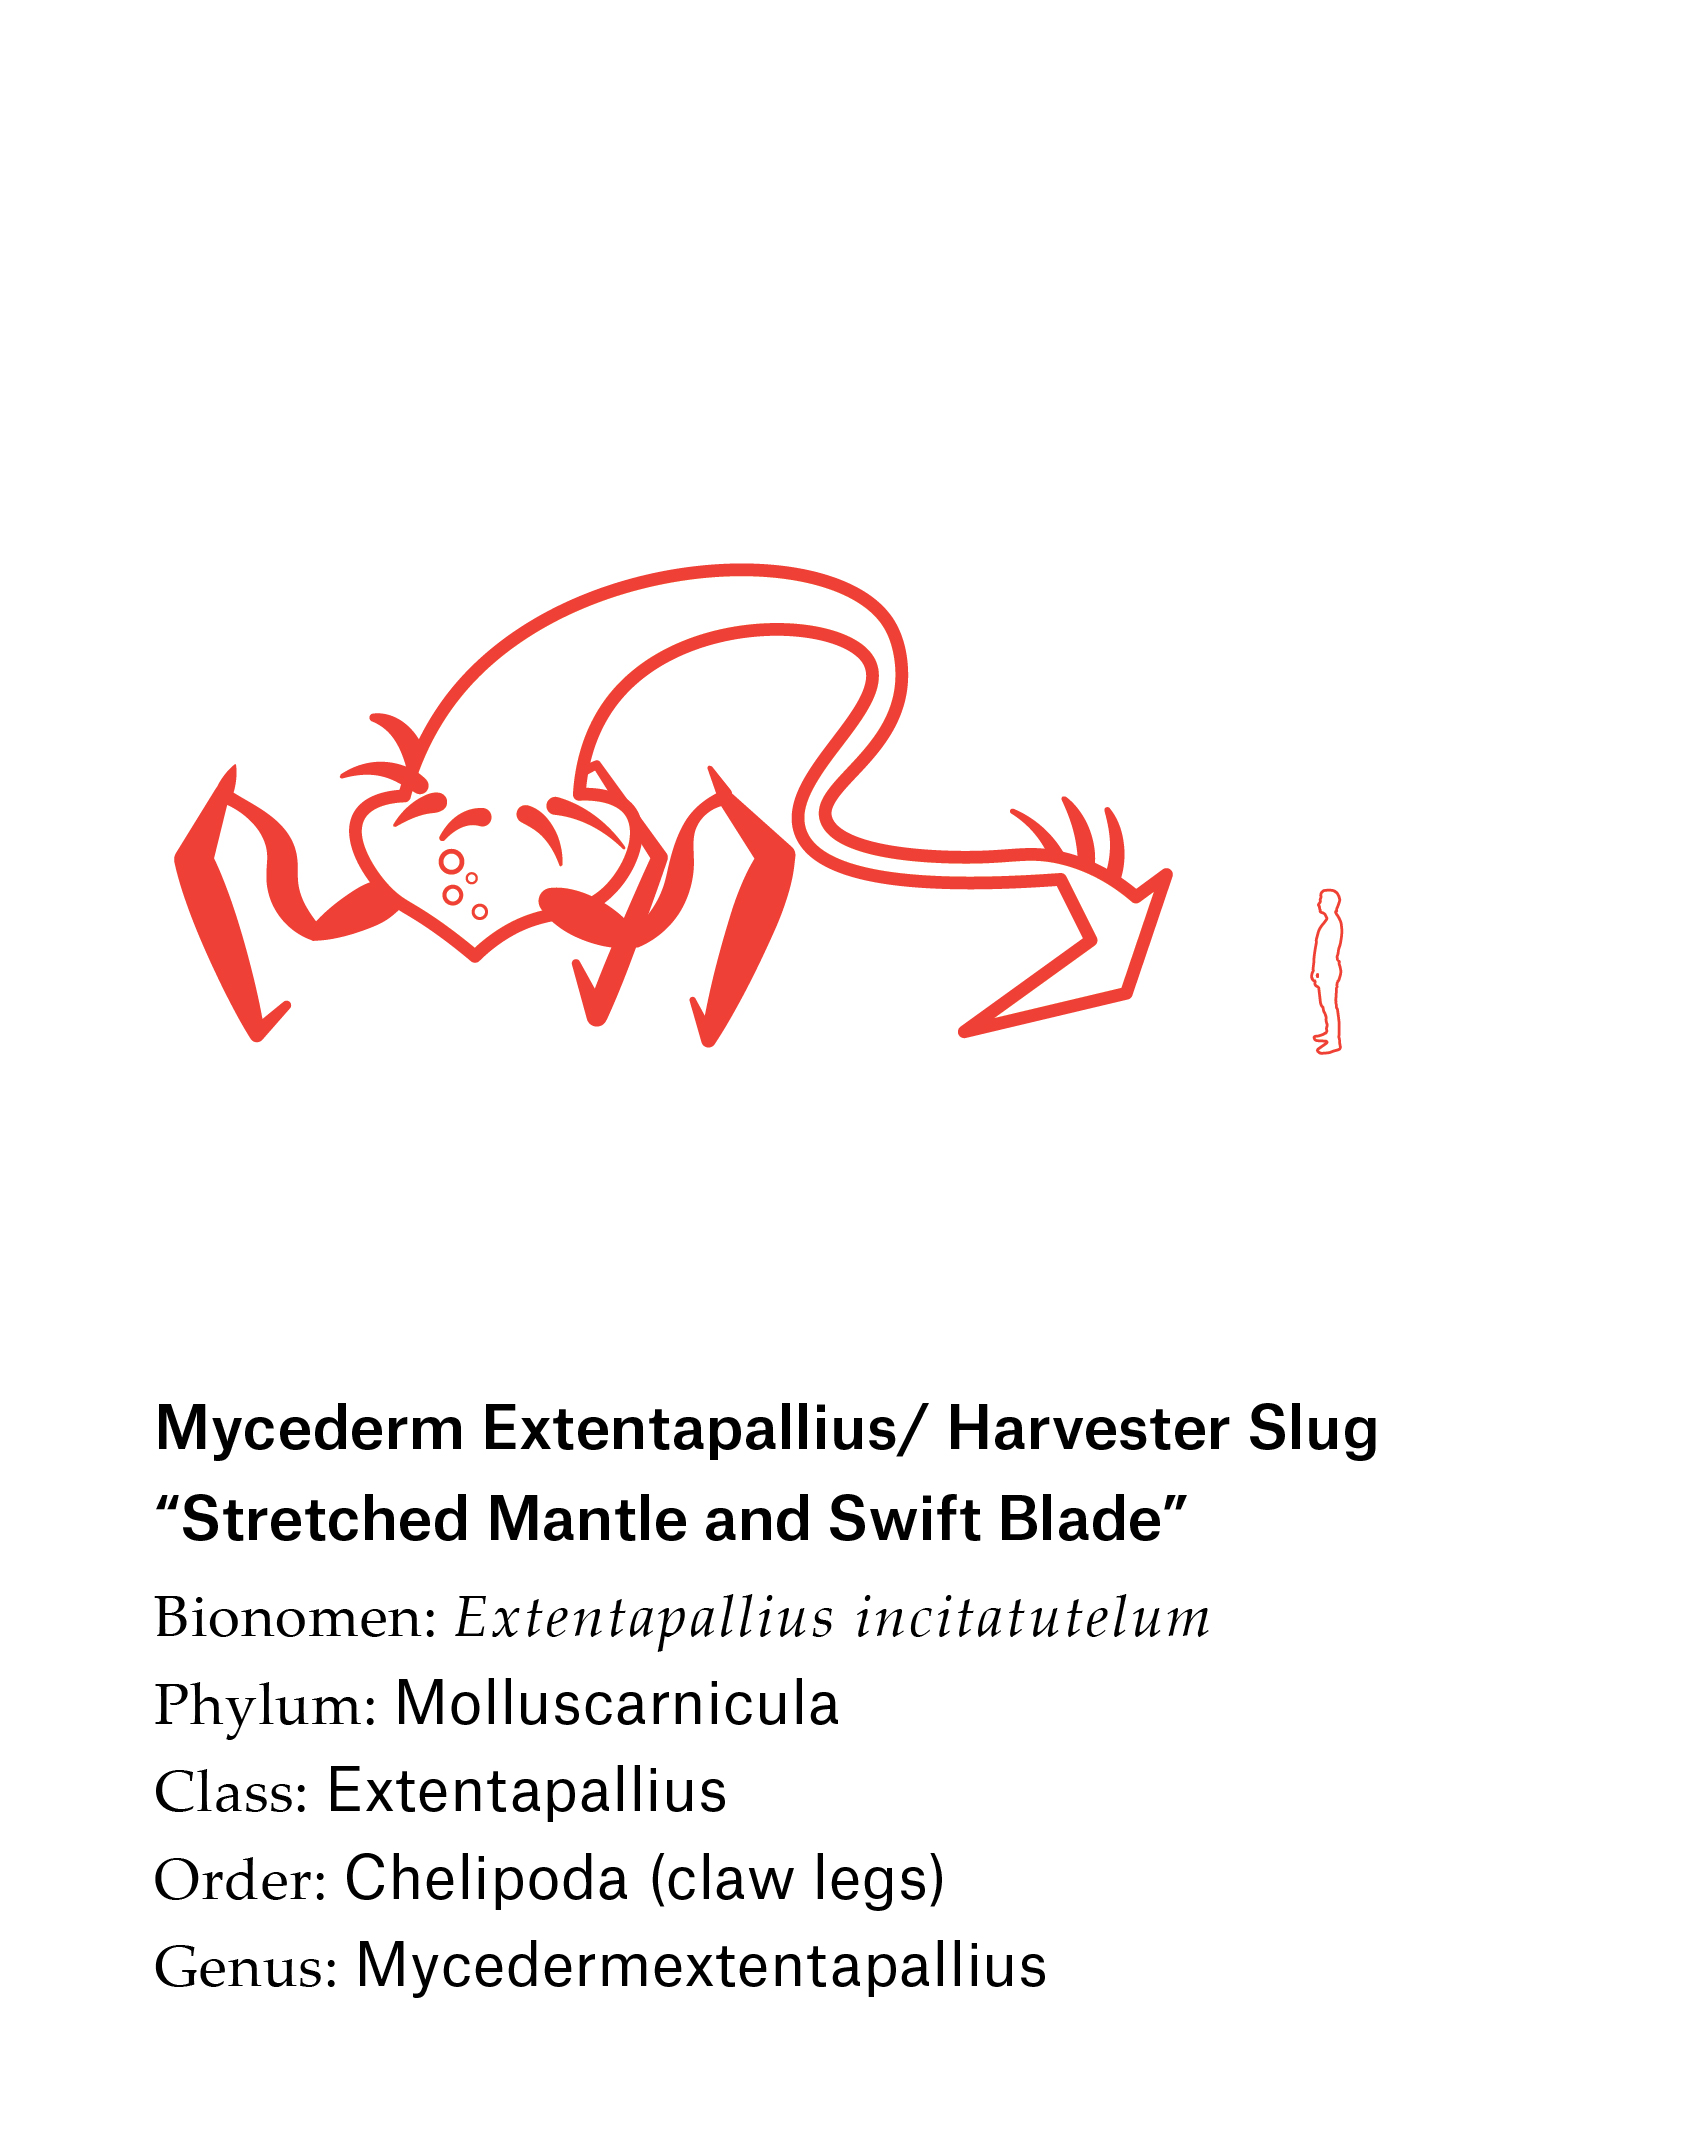 Mycederm Extentapallius/ Harvester Slug
“Stretched Mantle and Swift Blade”
Bionomen: Extentapallius incitatutelum
Phylum: Molluscarnicula
Class: Extentapallius
Order: Chelipoda (claw legs)
Genus: Mycedermextentapallius